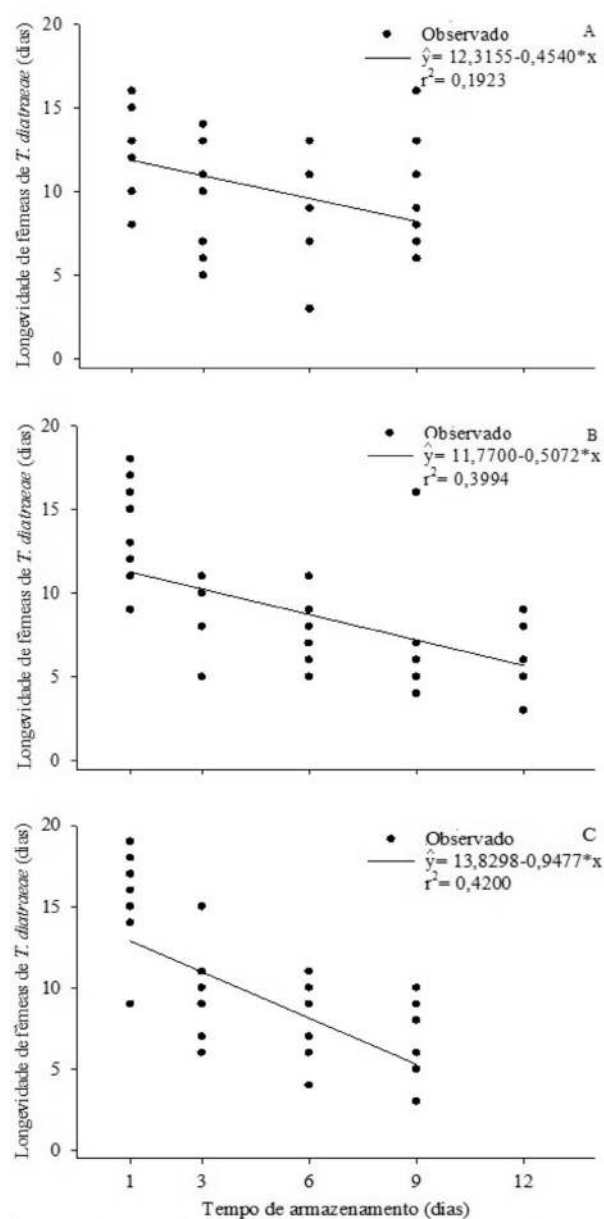 20
15
10
5
0
Longevidade de fêmeas de T. diatraeae (dias)
Observado A
ŷ= 12,3155-0,4540*x
r²= 0,1923
20
15
10
5
0
Longevidade de fêmeas de T. diatraeae (dias)
Observado B
ŷ= 11,7700-0,5072*x
r²= 0,3994
20
15
10
5
0
Longevidade de fêmeas de T. diatraeae (dias)
Observado C
ŷ= 13,8298-0,9477*x
r²= 0,4200
1 3 6 9 12
Tempo de armazenamento (dias)